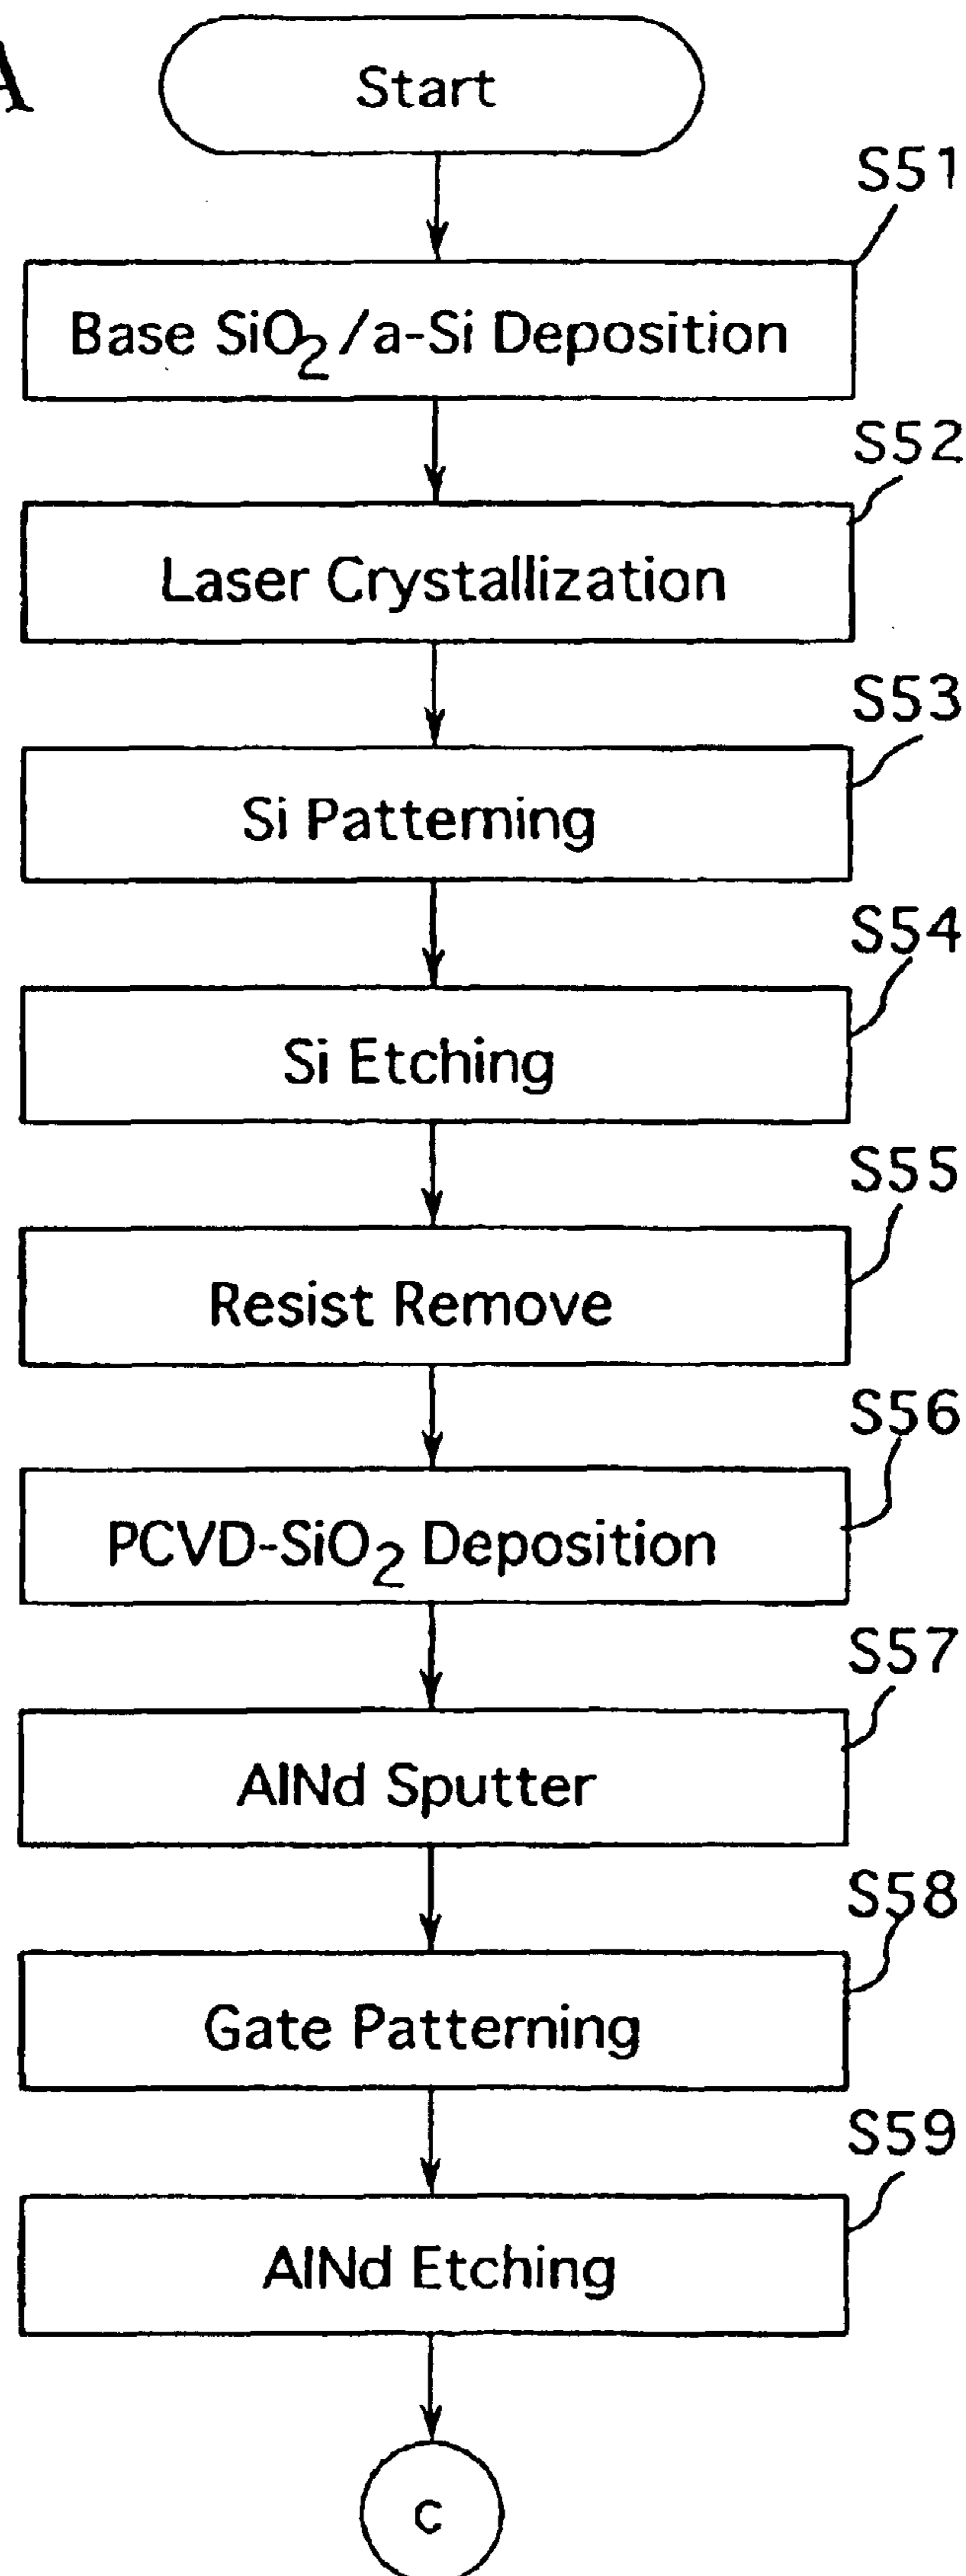 A
Start
S51
Base SiO₂/a-Si Deposition
S52
Laser Crystallization
S53
Si Patterning
S54
Si Etching
S55
Resist Remove
S56
PCVD-SiO₂ Deposition
S57
AlNd Sputter
S58
Gate Patterning
S59
AlNd Etching
c